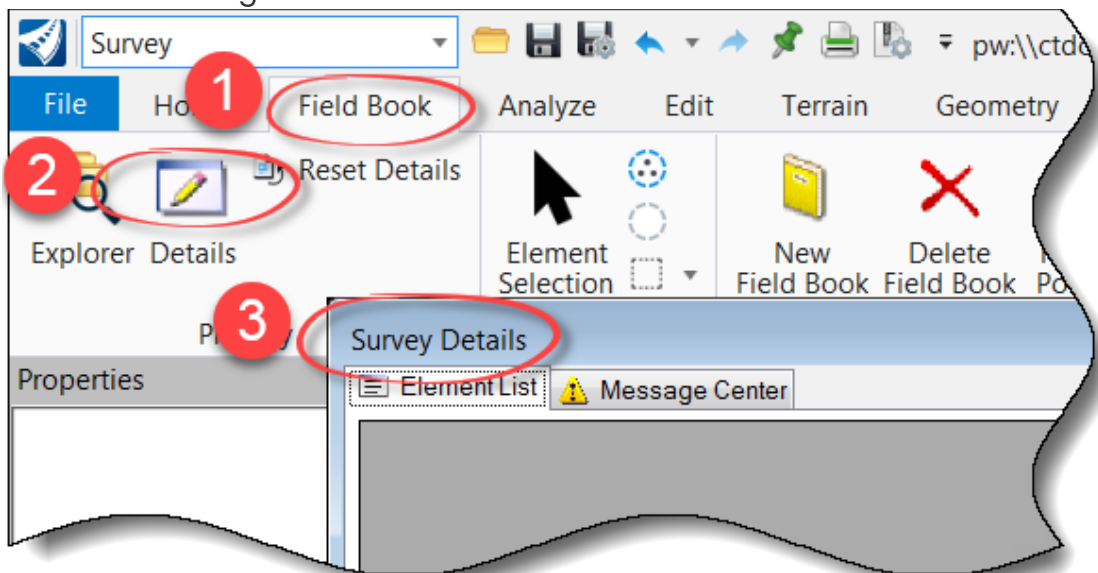 Survey
pw:\\ctdo
File Ho Field Book Analyze Edit Terrain Geometry
1
2
Reset Details
Explorer Details
Element
Selection
New
Field Book
Delete
Field Book
Po
3
Survey Details
Properties
Element List Message Center